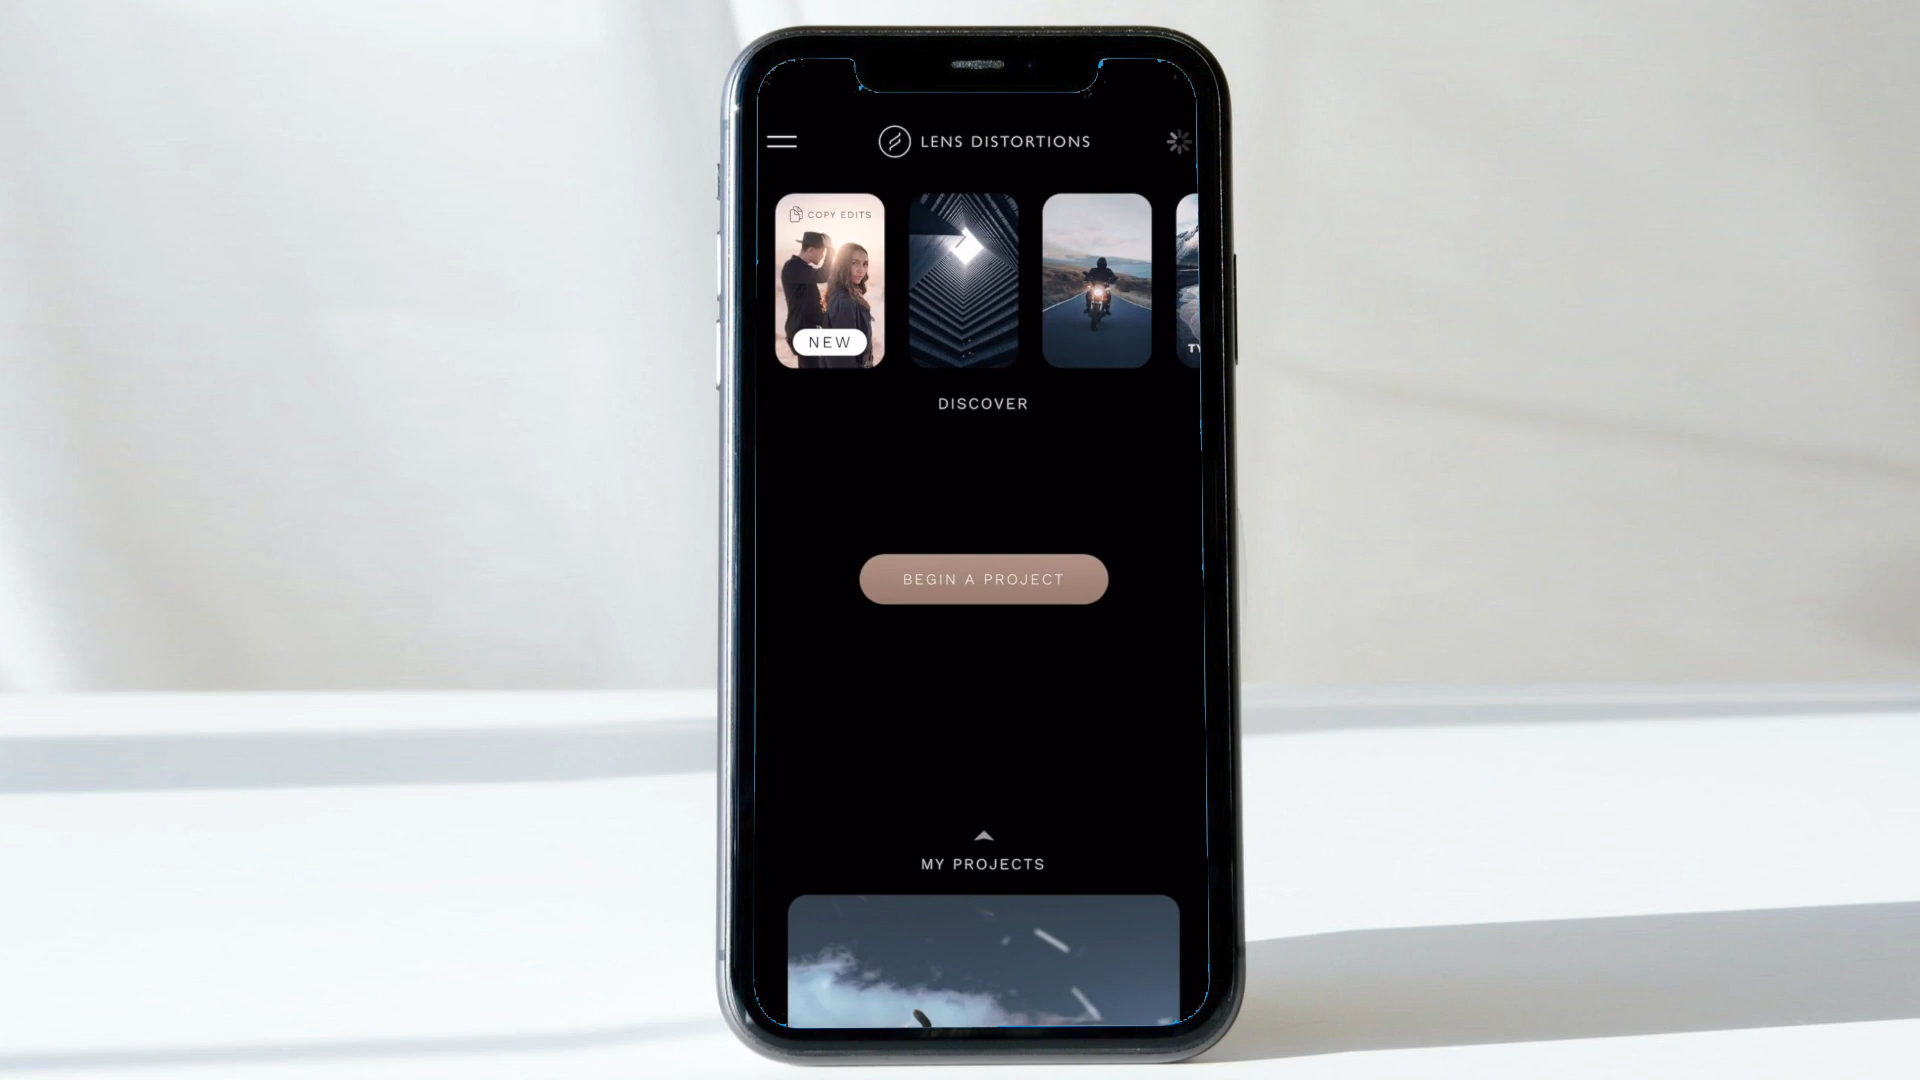 LENS DISTORTIONS
COPY EDITS
NEW
DISCOVER
BEGIN A PROJECT
MY PROJECTS